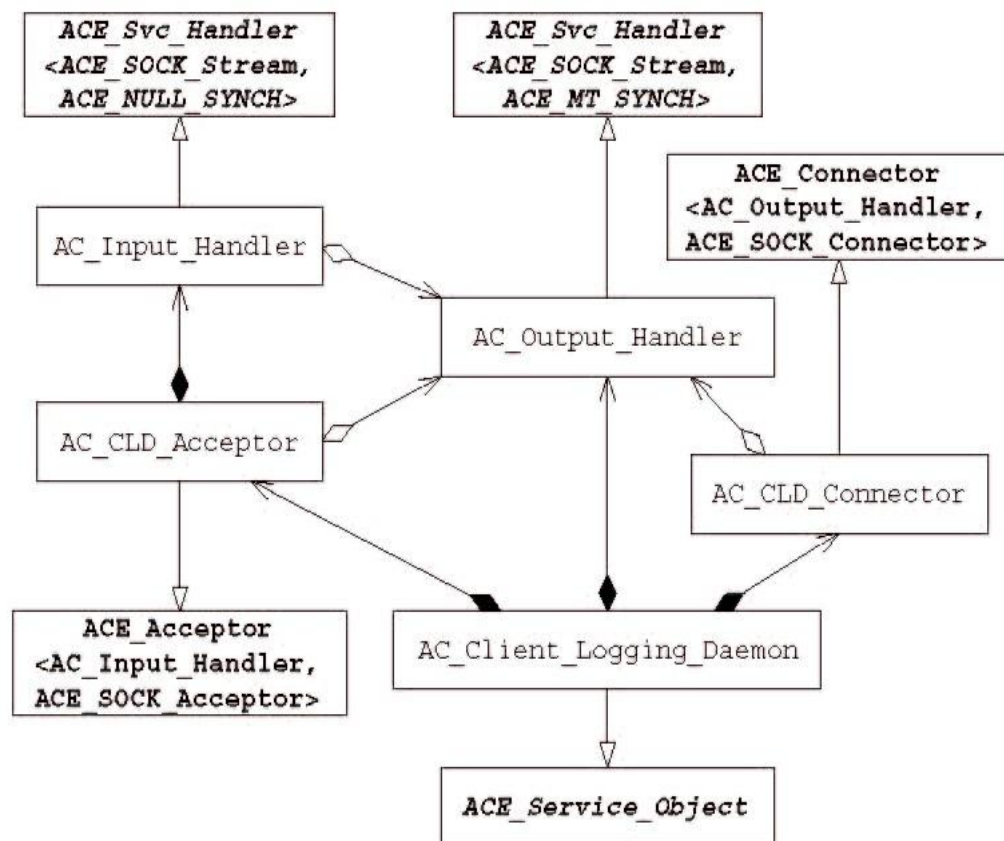 ACE_Svc_Handler
<ACE_SOCK_Stream,
ACE_NULL_SYNCH>
ACE_Svc_Handler
<ACE_SOCK_Stream,
ACE_MT_SYNCH>
ACE_Connector
<AC_Output_Handler,
ACE_SOCK_Connector>
AC_Input_Handler
AC_Output_Handler
AC_CLD_Acceptor
AC_CLD_Connector
ACE_Acceptor
<AC_Input_Handler,
ACE_SOCK_Acceptor>
AC_Client_Logging_Daemon
ACE_Service_Object